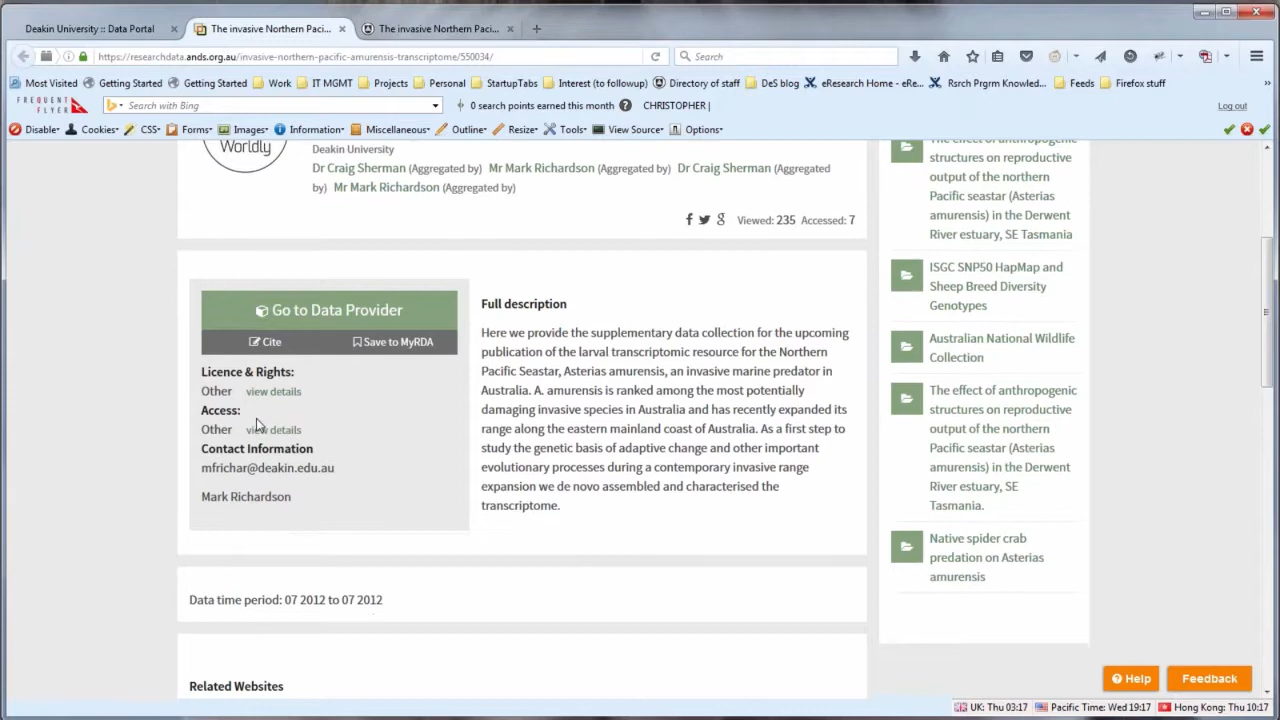 Deakin University :: Data Portal
The invasive Northern Paci...
The invasive Northern Paci...
https://researchdata.ands.org.au/invasive-northern-pacific-amurensis-transcriptome/550034/
Search
Most Visited Getting Started Getting Started Work IT MGMT Projects Personal StartupTabs Interest (to followup) Directory of staff DeS blog eResearch Home - eRe... Rsrch Prgrm Knowled... Feeds Firefox stuff
FREQUENT FLYER
Search with Bing
0 search points earned this month
CHRISTOPHER |
Log out
Disable Cookies CSS Forms Images Information Miscellaneous Outline Resize Tools View Source Options
Worldly
Deakin University
Dr Craig Sherman (Aggregated by) Mr Mark Richardson (Aggregated by) Dr Craig Sherman (Aggregated
by) Mr Mark Richardson (Aggregated by)
Viewed: 235 Accessed: 7
Go to Data Provider
Cite
Save to MyRDA
Licence & Rights:
Other view details
Access:
Other view details
Contact Information
mfrichar@deakin.edu.au
Mark Richardson
Full description
Here we provide the supplementary data collection for the upcoming
publication of the larval transcriptomic resource for the Northern
Pacific Seastar, Asterias amurensis, an invasive marine predator in
Australia. A. amurensis is ranked among the most potentially
damaging invasive species in Australia and has recently expanded its
range along the eastern mainland coast of Australia. As a first step to
study the genetic basis of adaptive change and other important
evolutionary processes during a contemporary invasive range
expansion we de novo assembled and characterised the
transcriptome.
Data time period: 07 2012 to 07 2012
Related Websites
The effect of anthropogenic
structures on reproductive
output of the northern
Pacific seastar (Asterias
amurensis) in the Derwent
River estuary, SE Tasmania
ISGC SNP50 HapMap and
Sheep Breed Diversity
Genotypes
Australian National Wildlife
Collection
The effect of anthropogenic
structures on reproductive
output of the northern
Pacific seastar (Asterias
amurensis) in the Derwent
River estuary, SE
Tasmania.
Native spider crab
predation on Asterias
amurensis
Help
Feedback
UK: Thu 03:17 Pacific Time: Wed 19:17 Hong Kong: Thu 10:17